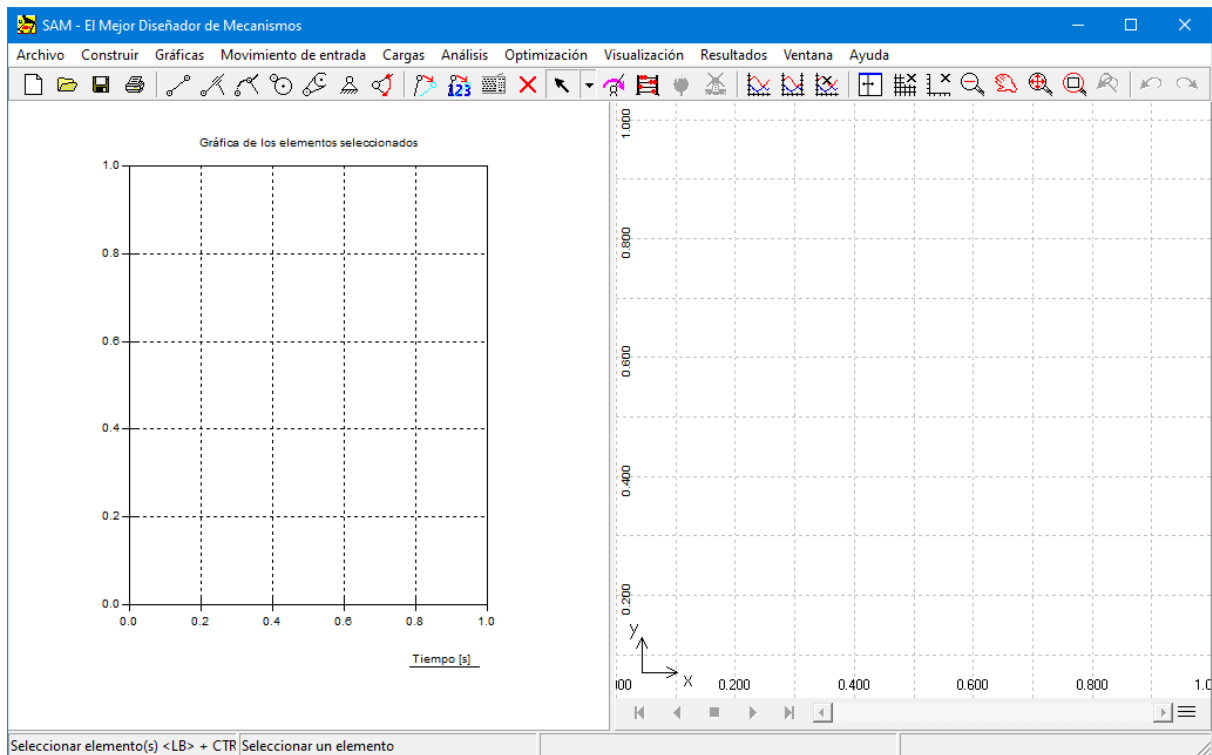 SAM - El Mejor Diseñador de Mecanismos
Archivo Construir Gráficas Movimiento de entrada Cargas Análisis Optimización Visualización Resultados Ventana Ayuda
123
Gráfica de los elementos seleccionados
1.0
0.8
0.6
0.4
0.2
0.0
0.0 0.2 0.4 0.6 0.8 1.0
Tiempo [s]
1.000
0.800
0.600
0.400
0.200
y
x
00 0.200 0.400 0.600 0.800 1.0
Seleccionar elemento(s) <LB> + CTR Seleccionar un elemento